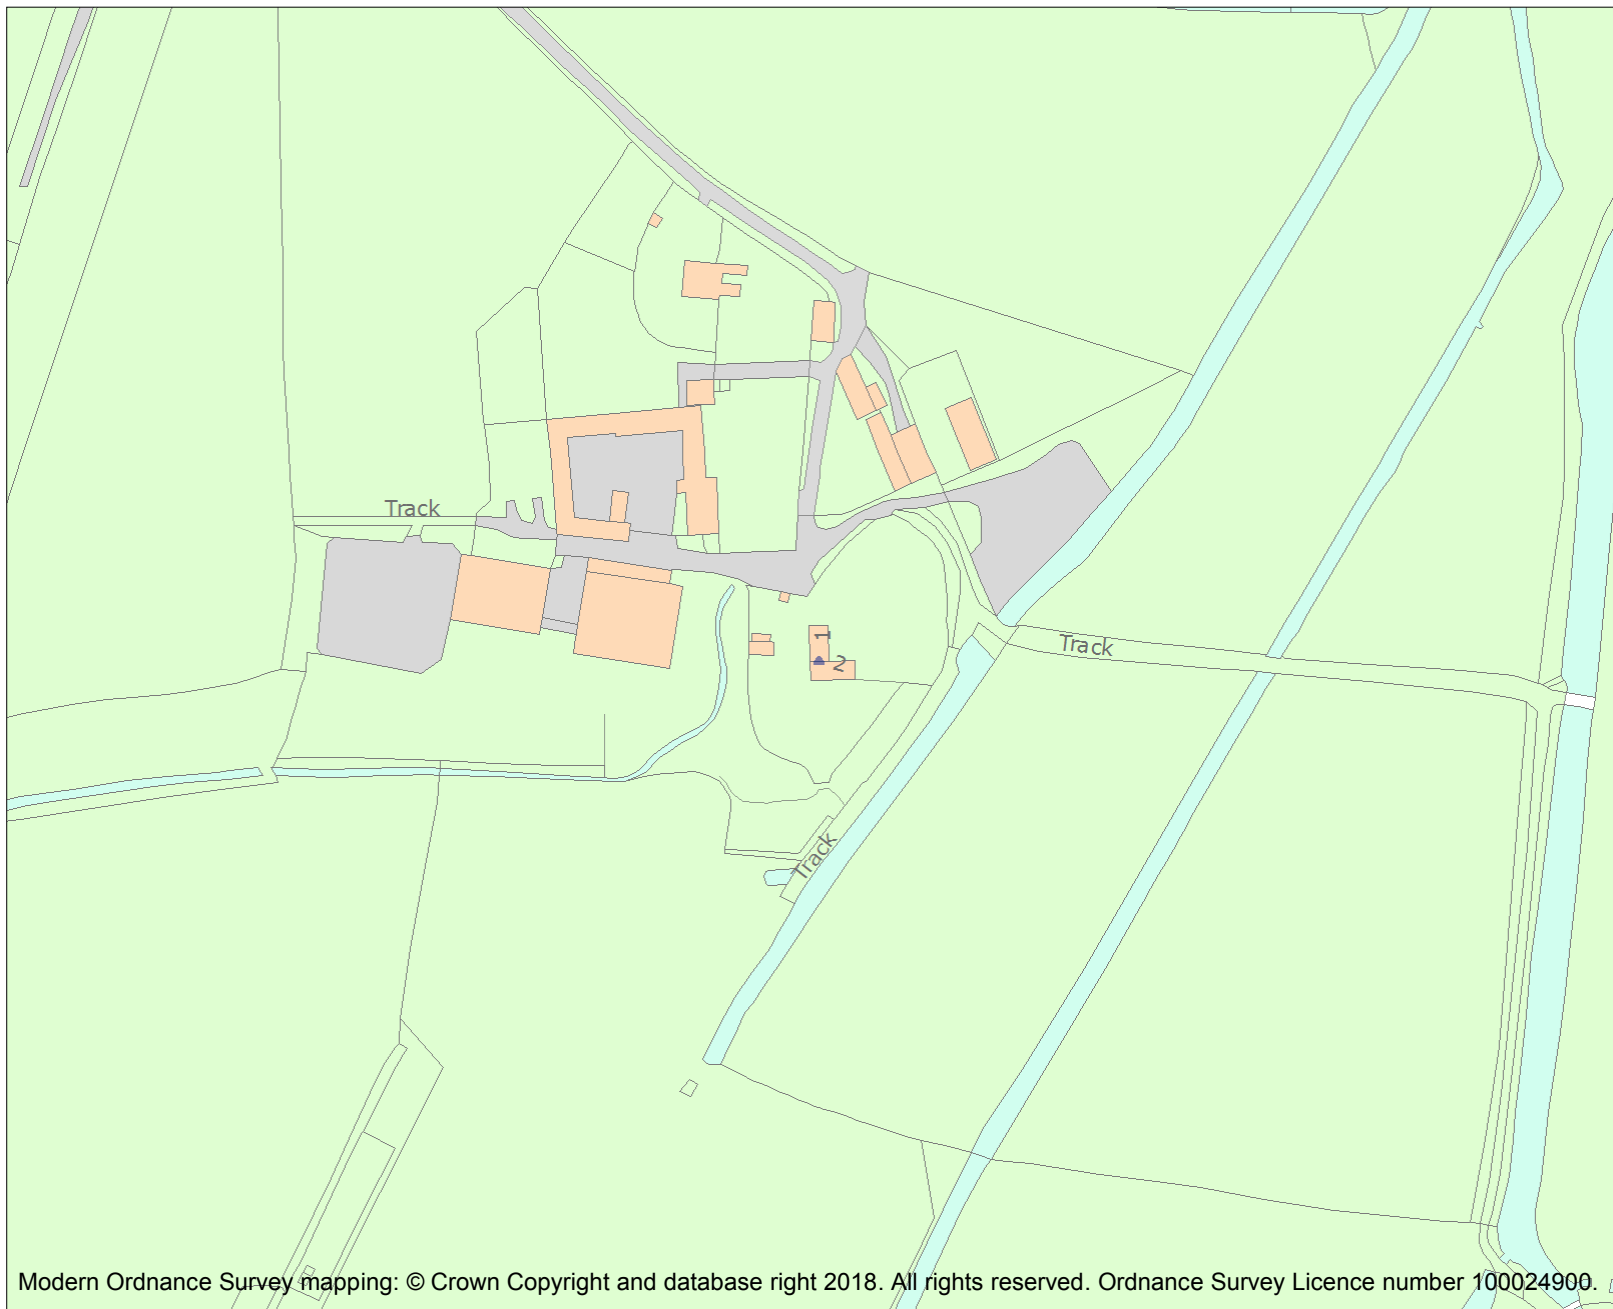 Track
1
2
Track
Track
Modern Ordnance Survey mapping: © Crown Copyright and database right 2018. All rights reserved. Ordnance Survey Licence number 100024900.